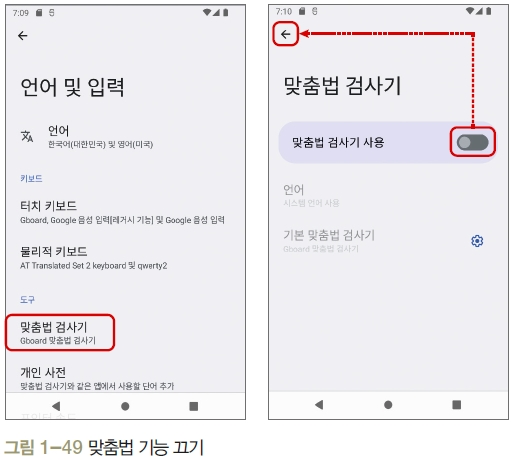 7:09
언어 및 입력
언어
한국어(대한민국) 및 영어(미국)
키보드
터치 키보드
Gboard, Google 음성 입력(레거시 기능) 및 Google 음성 입력
물리적 키보드
AT Translated Set 2 keyboard 및 qwerty2
도구
맞춤법 검사기
Gboard 맞춤법 검사기
개인 사전
맞춤법 검사기와 같은 앱에서 사용할 단어 추가
7:10
맞춤법 검사기
맞춤법 검사기 사용
언어
시스템 언어 사용
기본 맞춤법 검사기
Gboard 맞춤법 검사기
그림 1-49 맞춤법 기능 끄기